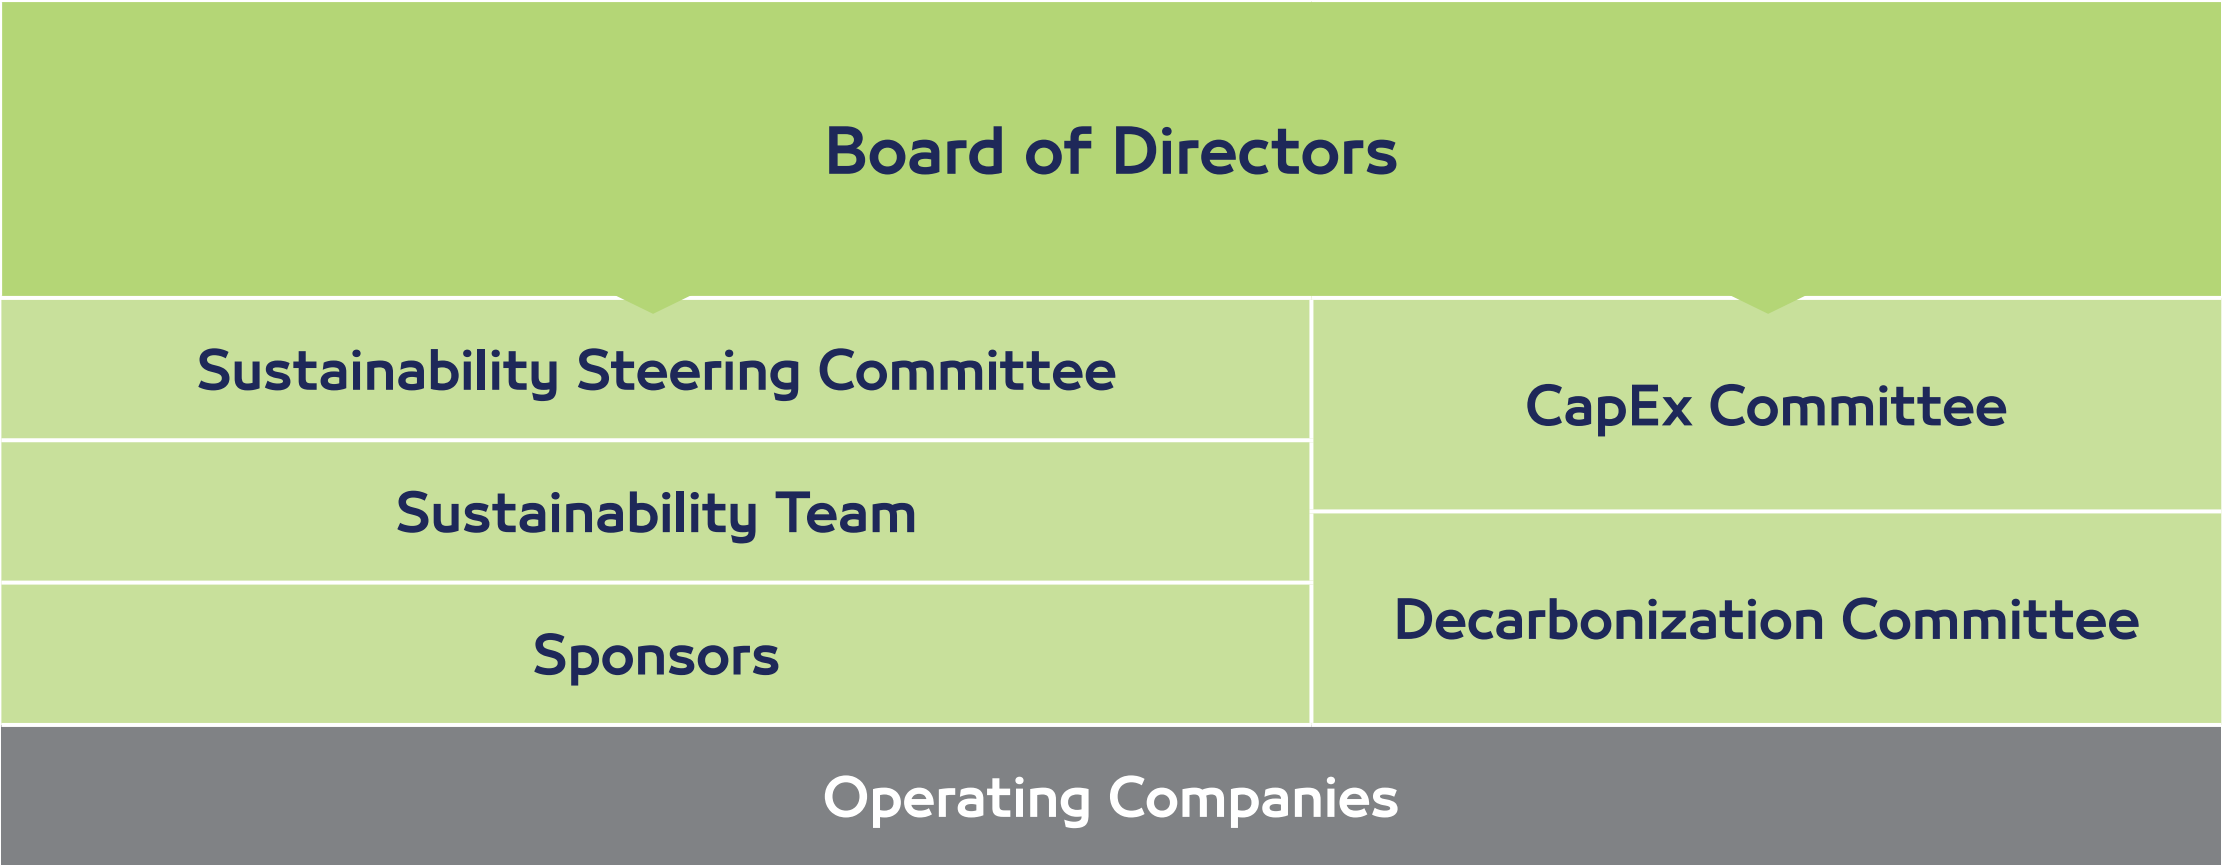 Board of Directors
Sustainability Steering Committee
Sustainability Team
Sponsors
CapEx Committee
Decarbonization Committee
Operating Companies